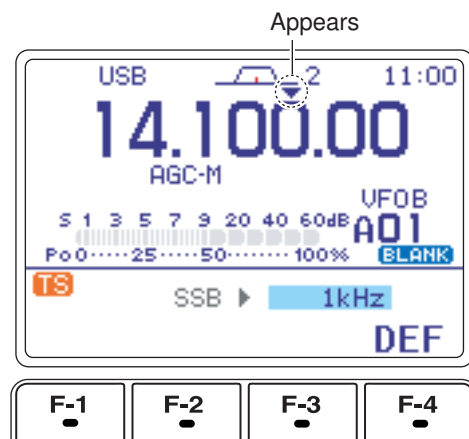 Appears
USB 2 11:00
14.100.00
AGC-M
VFOB
S 1 3 5 7 9 20 40 60dB A01
Po 0·····25·····50········100% BLANK
TS
SSB ▶ 1kHz
DEF
F-1 F-2 F-3 F-4